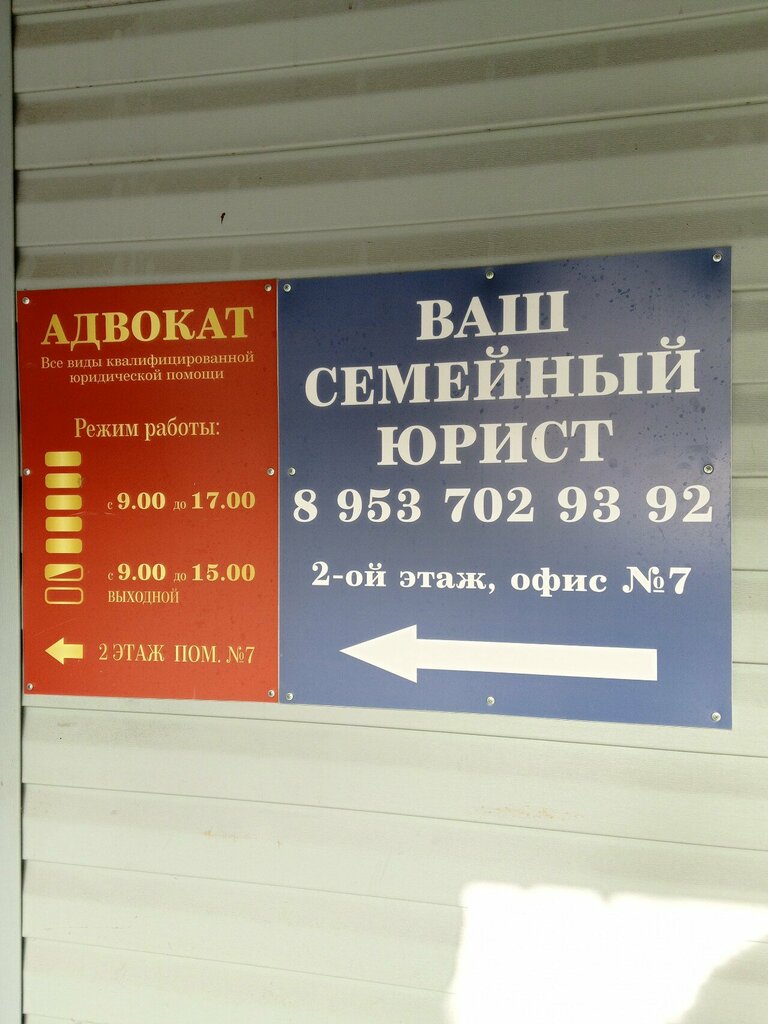 АДВОКАТ
Все виды квалифицированной
юридической помощи
Режим работы:
с 9.00 до 17.00
с 9.00 до 15.00
ВЫХОДНОЙ
2 ЭТАЖ ПОМ. №7
ВАШ
СЕМЕЙНЫЙ
ЮРИСТ
8 953 702 93 92
2-ой этаж, офис №7